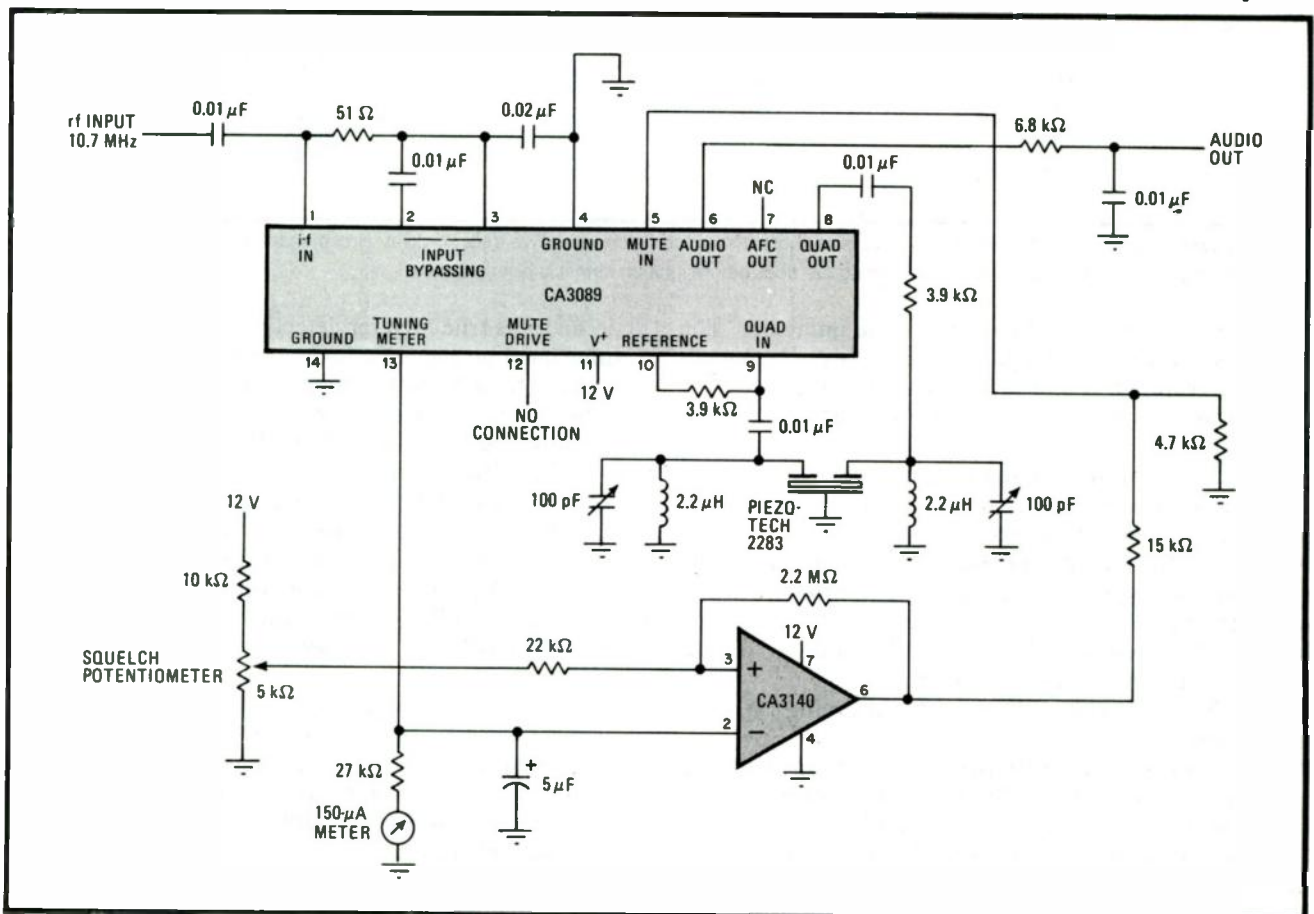 rf INPUT
10.7 MHz
0.01 μF
51 Ω
0.02 μF
0.01 μF
6.8 kΩ
AUDIO
OUT
0.01 μF
NC
0.01 μF
1
2
3
4
5
6
7
8
i-f
IN
INPUT
BYPASSING
GROUND
MUTE
IN
AUDIO
OUT
AFC
OUT
QUAD
OUT
CA3089
GROUND
TUNING
METER
MUTE
DRIVE
V+
REFERENCE
QUAD
IN
14
13
12
11
10
9
3.9 kΩ
12 V
NO
CONNECTION
3.9 kΩ
0.01 μF
4.7 kΩ
100 pF
2.2 μH
PIEZO-
TECH
2283
2.2 μH
100 pF
15 kΩ
12 V
10 kΩ
SQUELCH
POTENTIOMETER
5 kΩ
22 kΩ
2.2 MΩ
12 V
3
+
7
CA3140
6
2
−
4
27 kΩ
+
5 μF
150-μA
METER